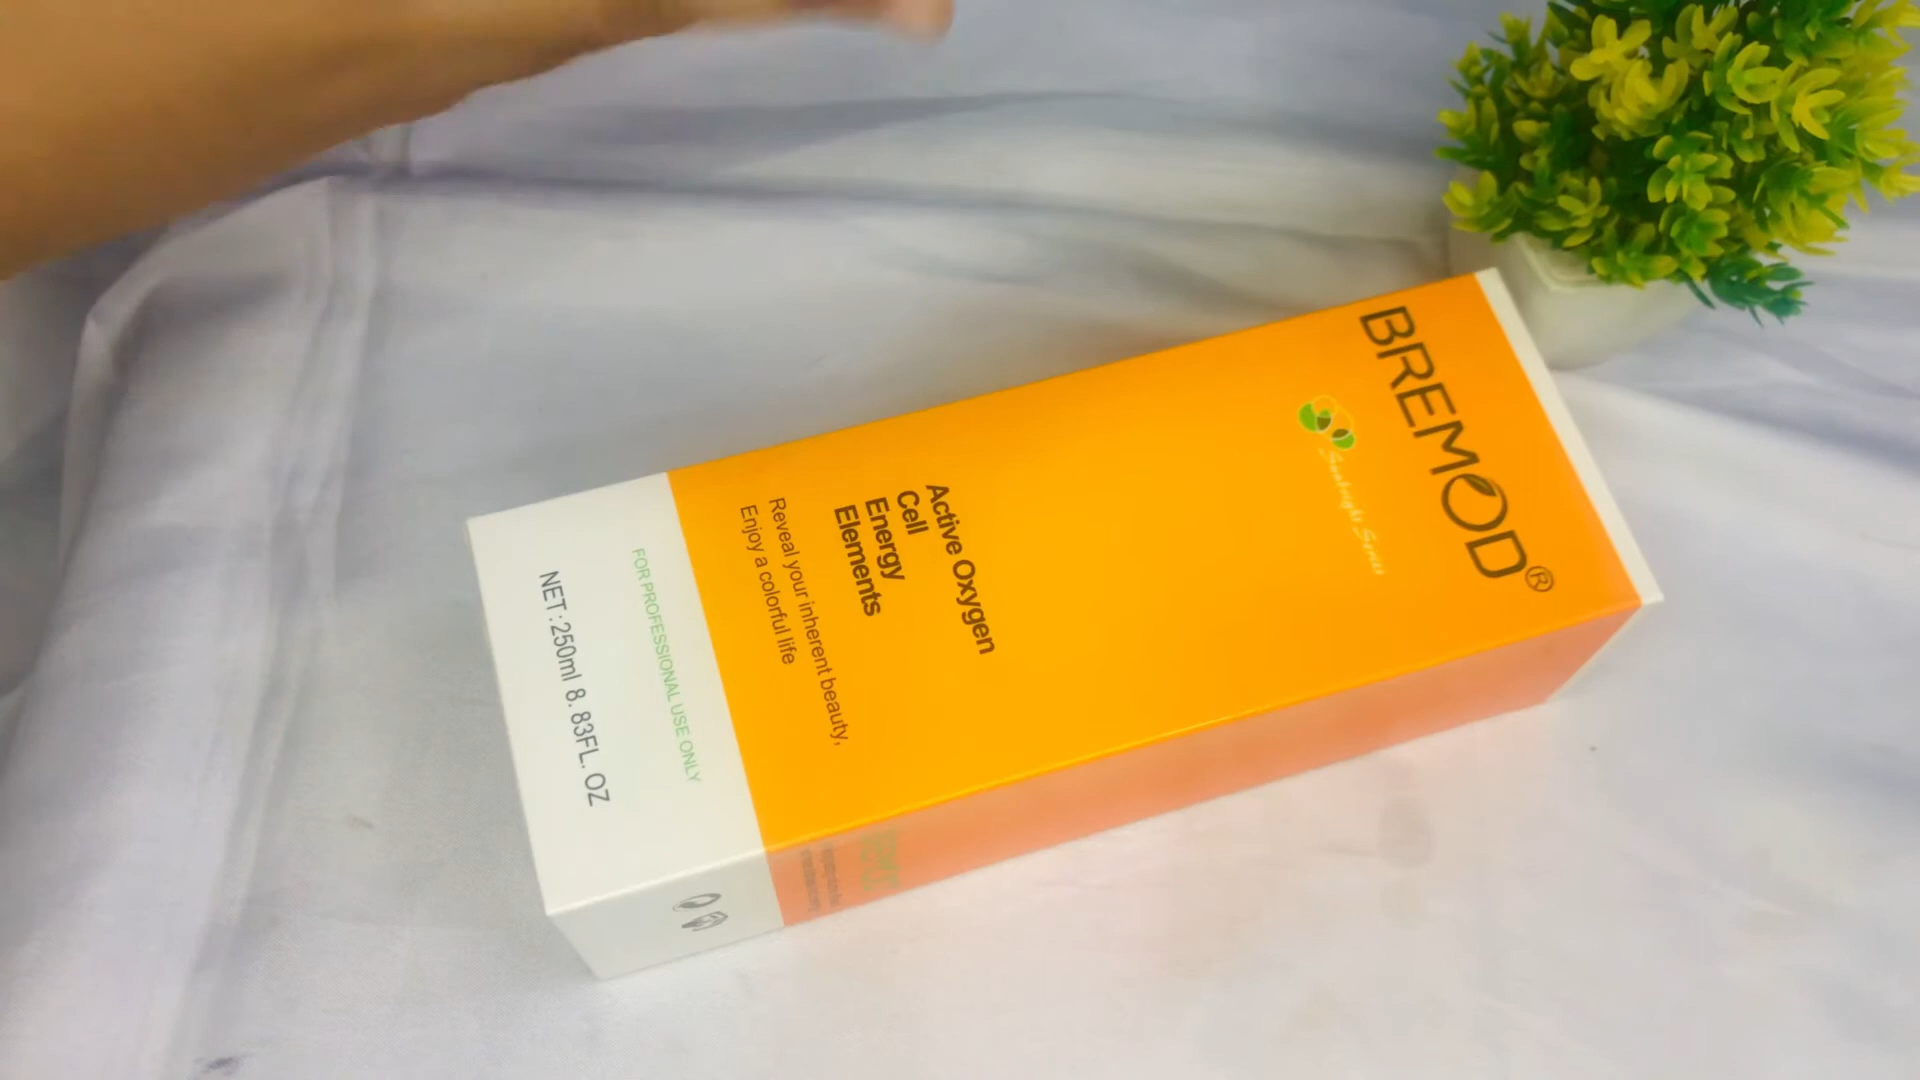 BREMOD®
Active Oxygen
Cell
Energy
Elements
Reveal your inherent beauty,
Enjoy a colorful life
FOR PROFESSIONAL USE ONLY
NET:250ml 8.83FL.OZ